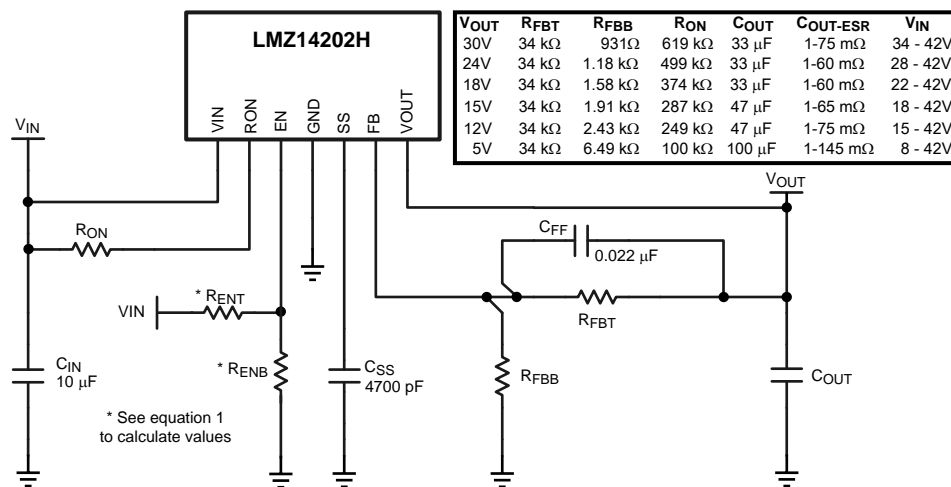 LMZ14202H
VIN
RON
EN
GND
SS
FB
VOUT
VOUT RFBT RFBB RON COUT COUT-ESR VIN
30V 34 kΩ 931Ω 619 kΩ 33 μF 1-75 mΩ 34 - 42V
24V 34 kΩ 1.18 kΩ 499 kΩ 33 μF 1-60 mΩ 28 - 42V
18V 34 kΩ 1.58 kΩ 374 kΩ 33 μF 1-60 mΩ 22 - 42V
15V 34 kΩ 1.91 kΩ 287 kΩ 47 μF 1-65 mΩ 18 - 42V
12V 34 kΩ 2.43 kΩ 249 kΩ 47 μF 1-75 mΩ 15 - 42V
5V 34 kΩ 6.49 kΩ 100 kΩ 100 μF 1-145 mΩ 8 - 42V
VIN
VOUT
RON
CFF
0.022 μF
* RENT
VIN
RFBT
* RENB
CIN
10 μF
CSS
4700 pF
RFBB
COUT
* See equation 1
to calculate values